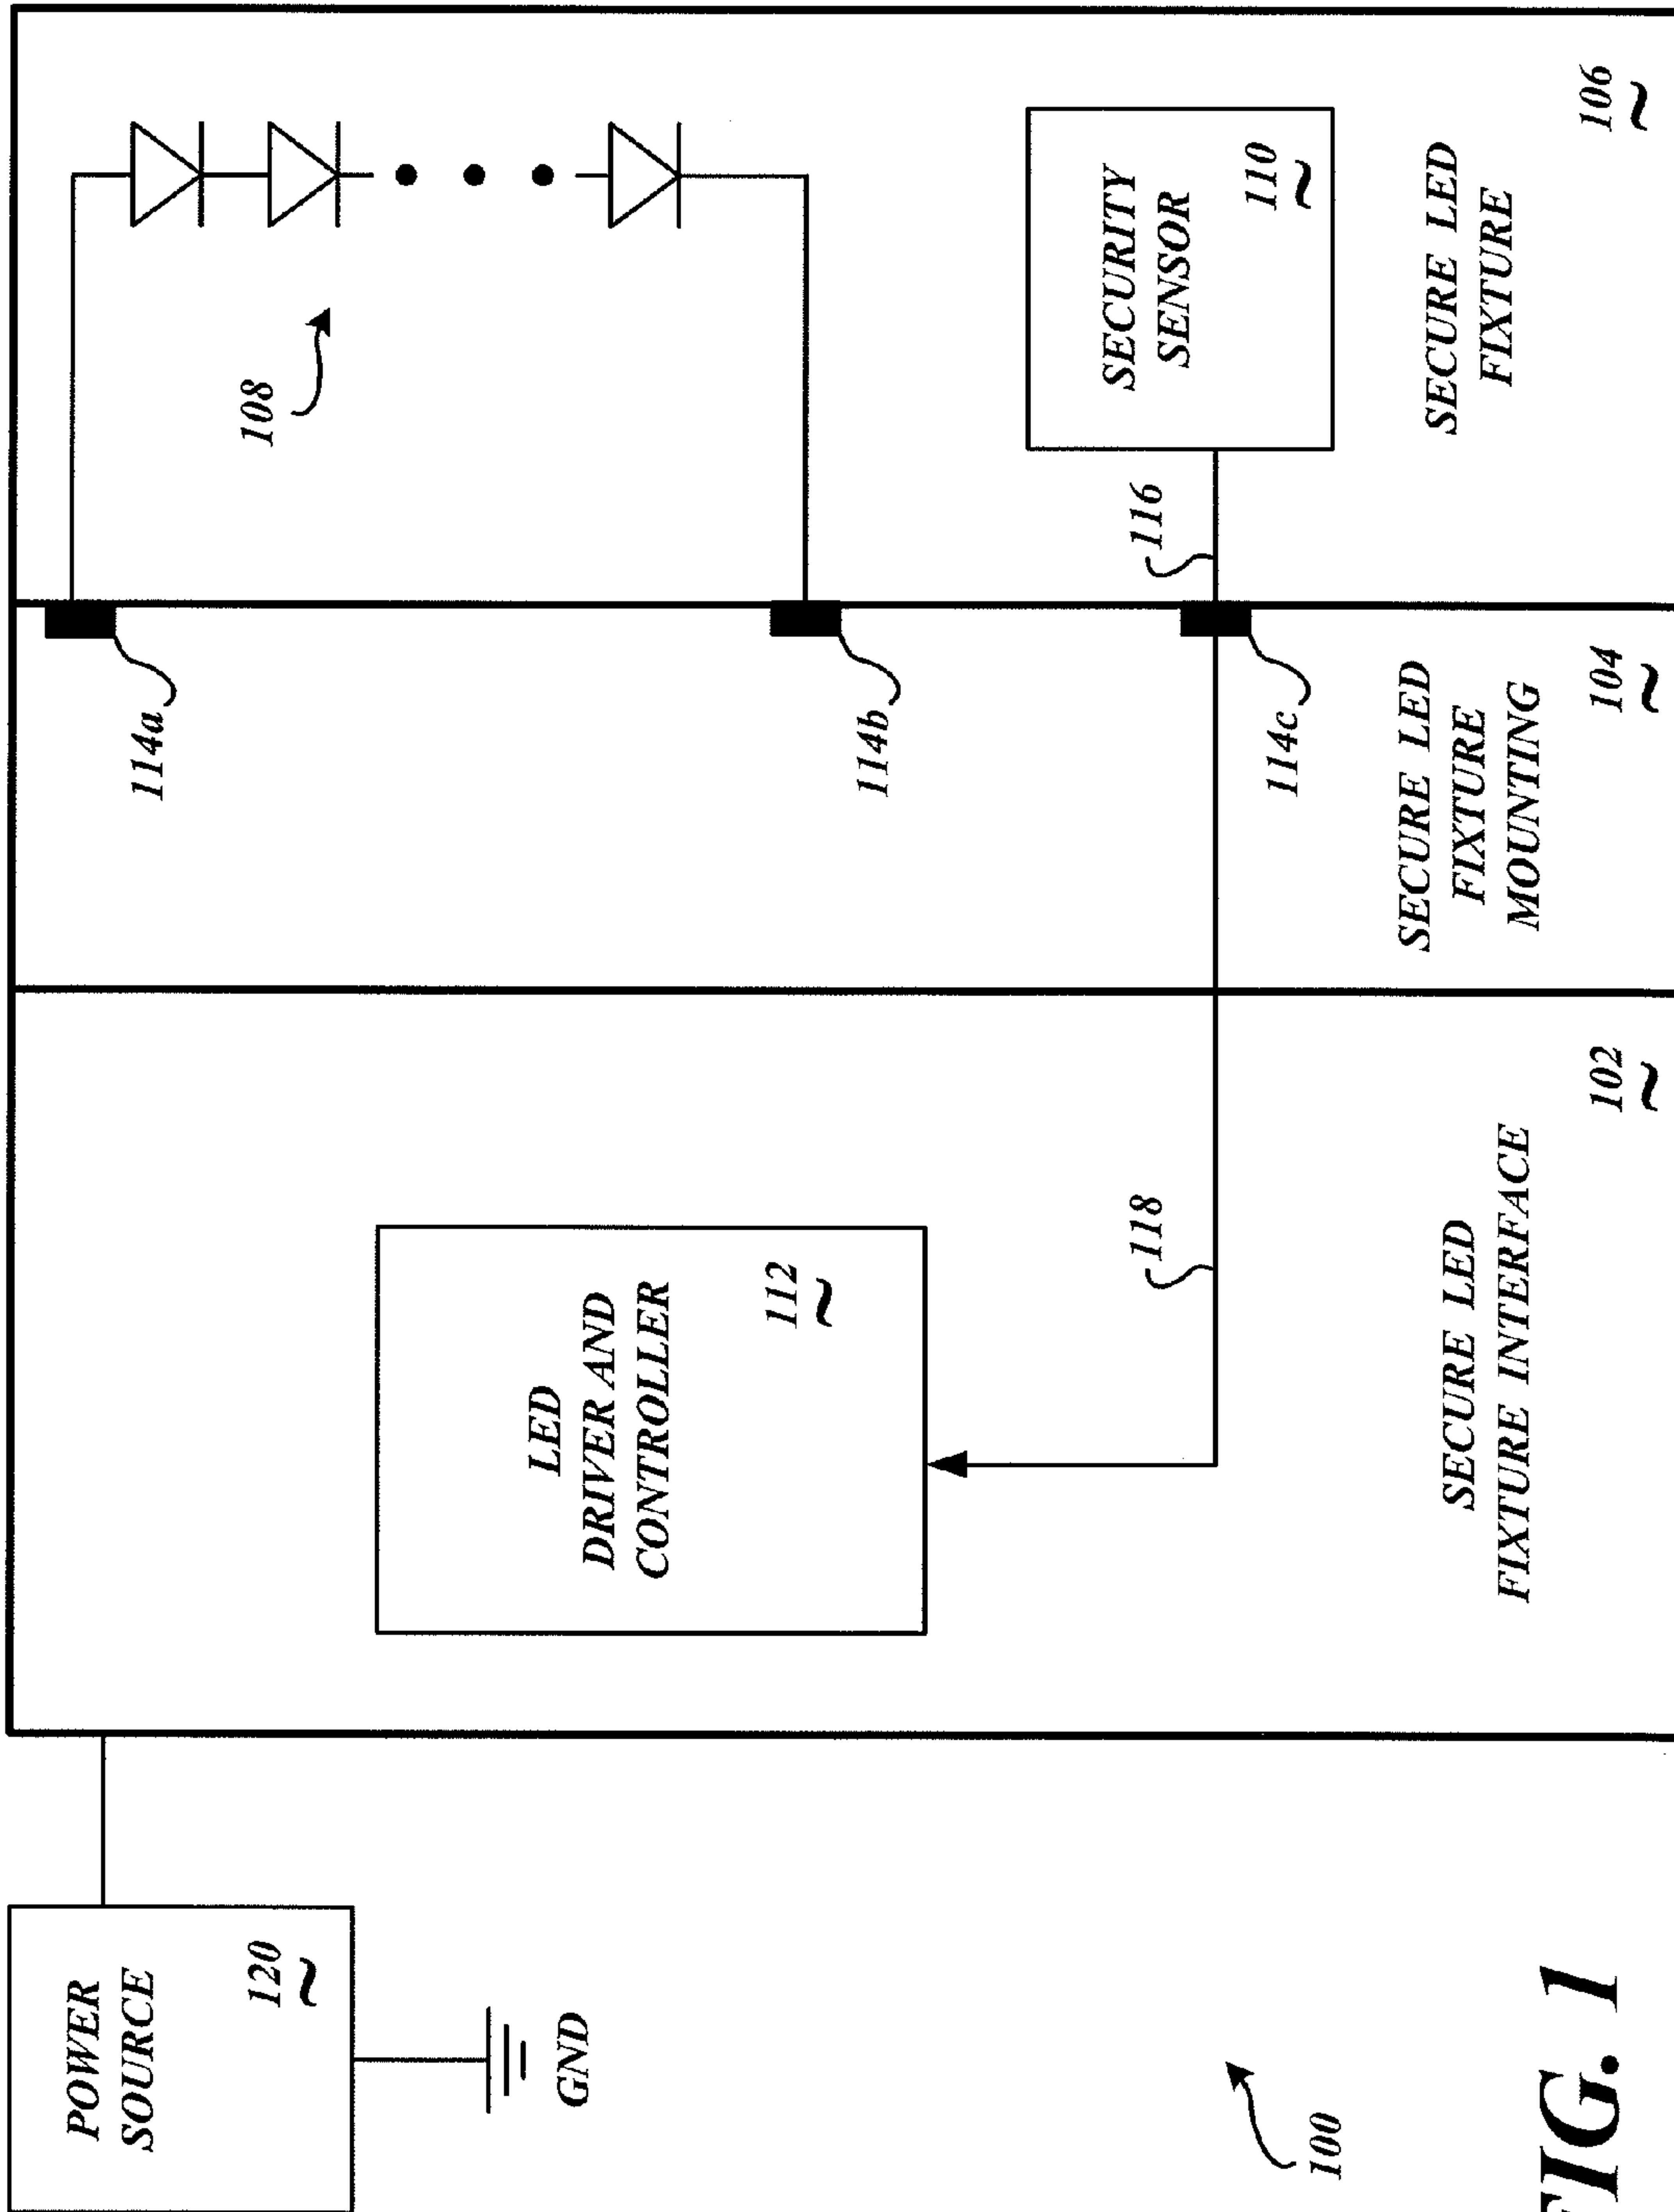 POWER
SOURCE
120
GND
LED
DRIVER AND
CONTROLLER
112
118
SECURE LED
FIXTURE INTERFACE
102
114a
114b
114c
SECURE LED
FIXTURE
MOUNTING
104
108
116
SECURITY
SENSOR
110
SECURE LED
FIXTURE
106
100
FIG. 1